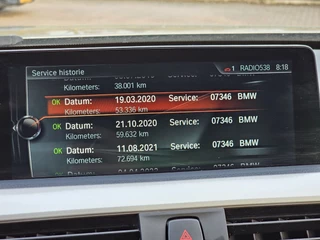 Service historie 1 RADIO538 8:18
Kilometers: 38.001 km
OK Datum: 19.03.2020 Service: 07346 BMW
Kilometers: 53.336 km
OK Datum: 21.10.2020 Service: 07346 BMW
Kilometers: 59.632 km
OK Datum: 11.08.2021 Service: 07346 BMW
Kilometers: 72.694 km